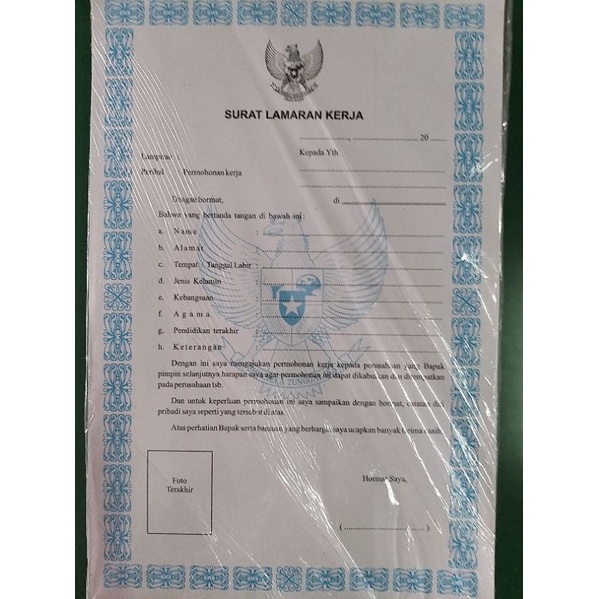 SURAT LAMARAN KERJA
...................., .............................. 20 .......
Lampiran
Kepada Yth.
Perihal : Permohonan kerja
Dengan hormat,
di
Bahwa yang bertanda tangan di bawah ini :
a. Nama :
b. Alamat :
c. Tempat / Tanggal Lahir :
d. Jenis Kelamin :
e. Kebangsaan :
f. Agama :
g. Pendidikan terakhir :
h. Keterangan :
Dengan ini saya mengajukan permohonan kerja kepada perusahaan yang Bapak
pimpin selanjutnya harapan saya agar permohonan ini dapat dikabulkan dan ditempatkan
pada perusahaan tsb.
Dan untuk keperluan permohonan ini saya sampaikan dengan hormat, catatan diri
pribadi saya seperti yang tersebut di atas.
Atas perhatian Bapak serta bantuan yang berharga, saya ucapkan banyak terima kasih.
Foto
Terakhir
Hormat Saya,
(..............................)